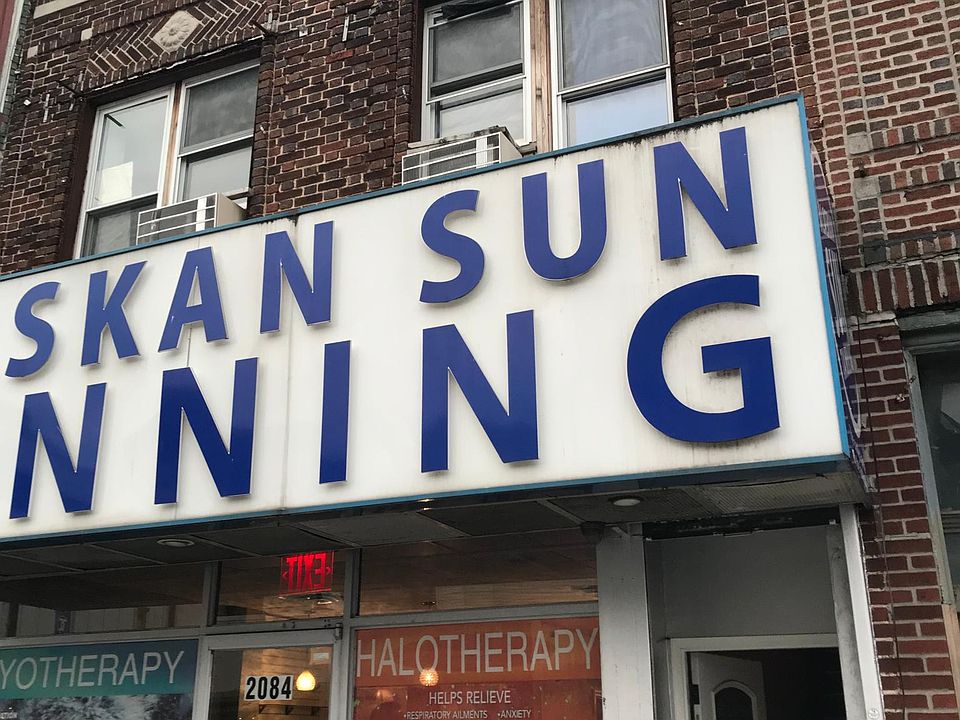 SKAN SUN
NNING
EXIT
YOTHERAPY
2084
HALOTHERAPY
HELPS RELIEVE
•RESPIRATORY AILMENTS •ANXIETY